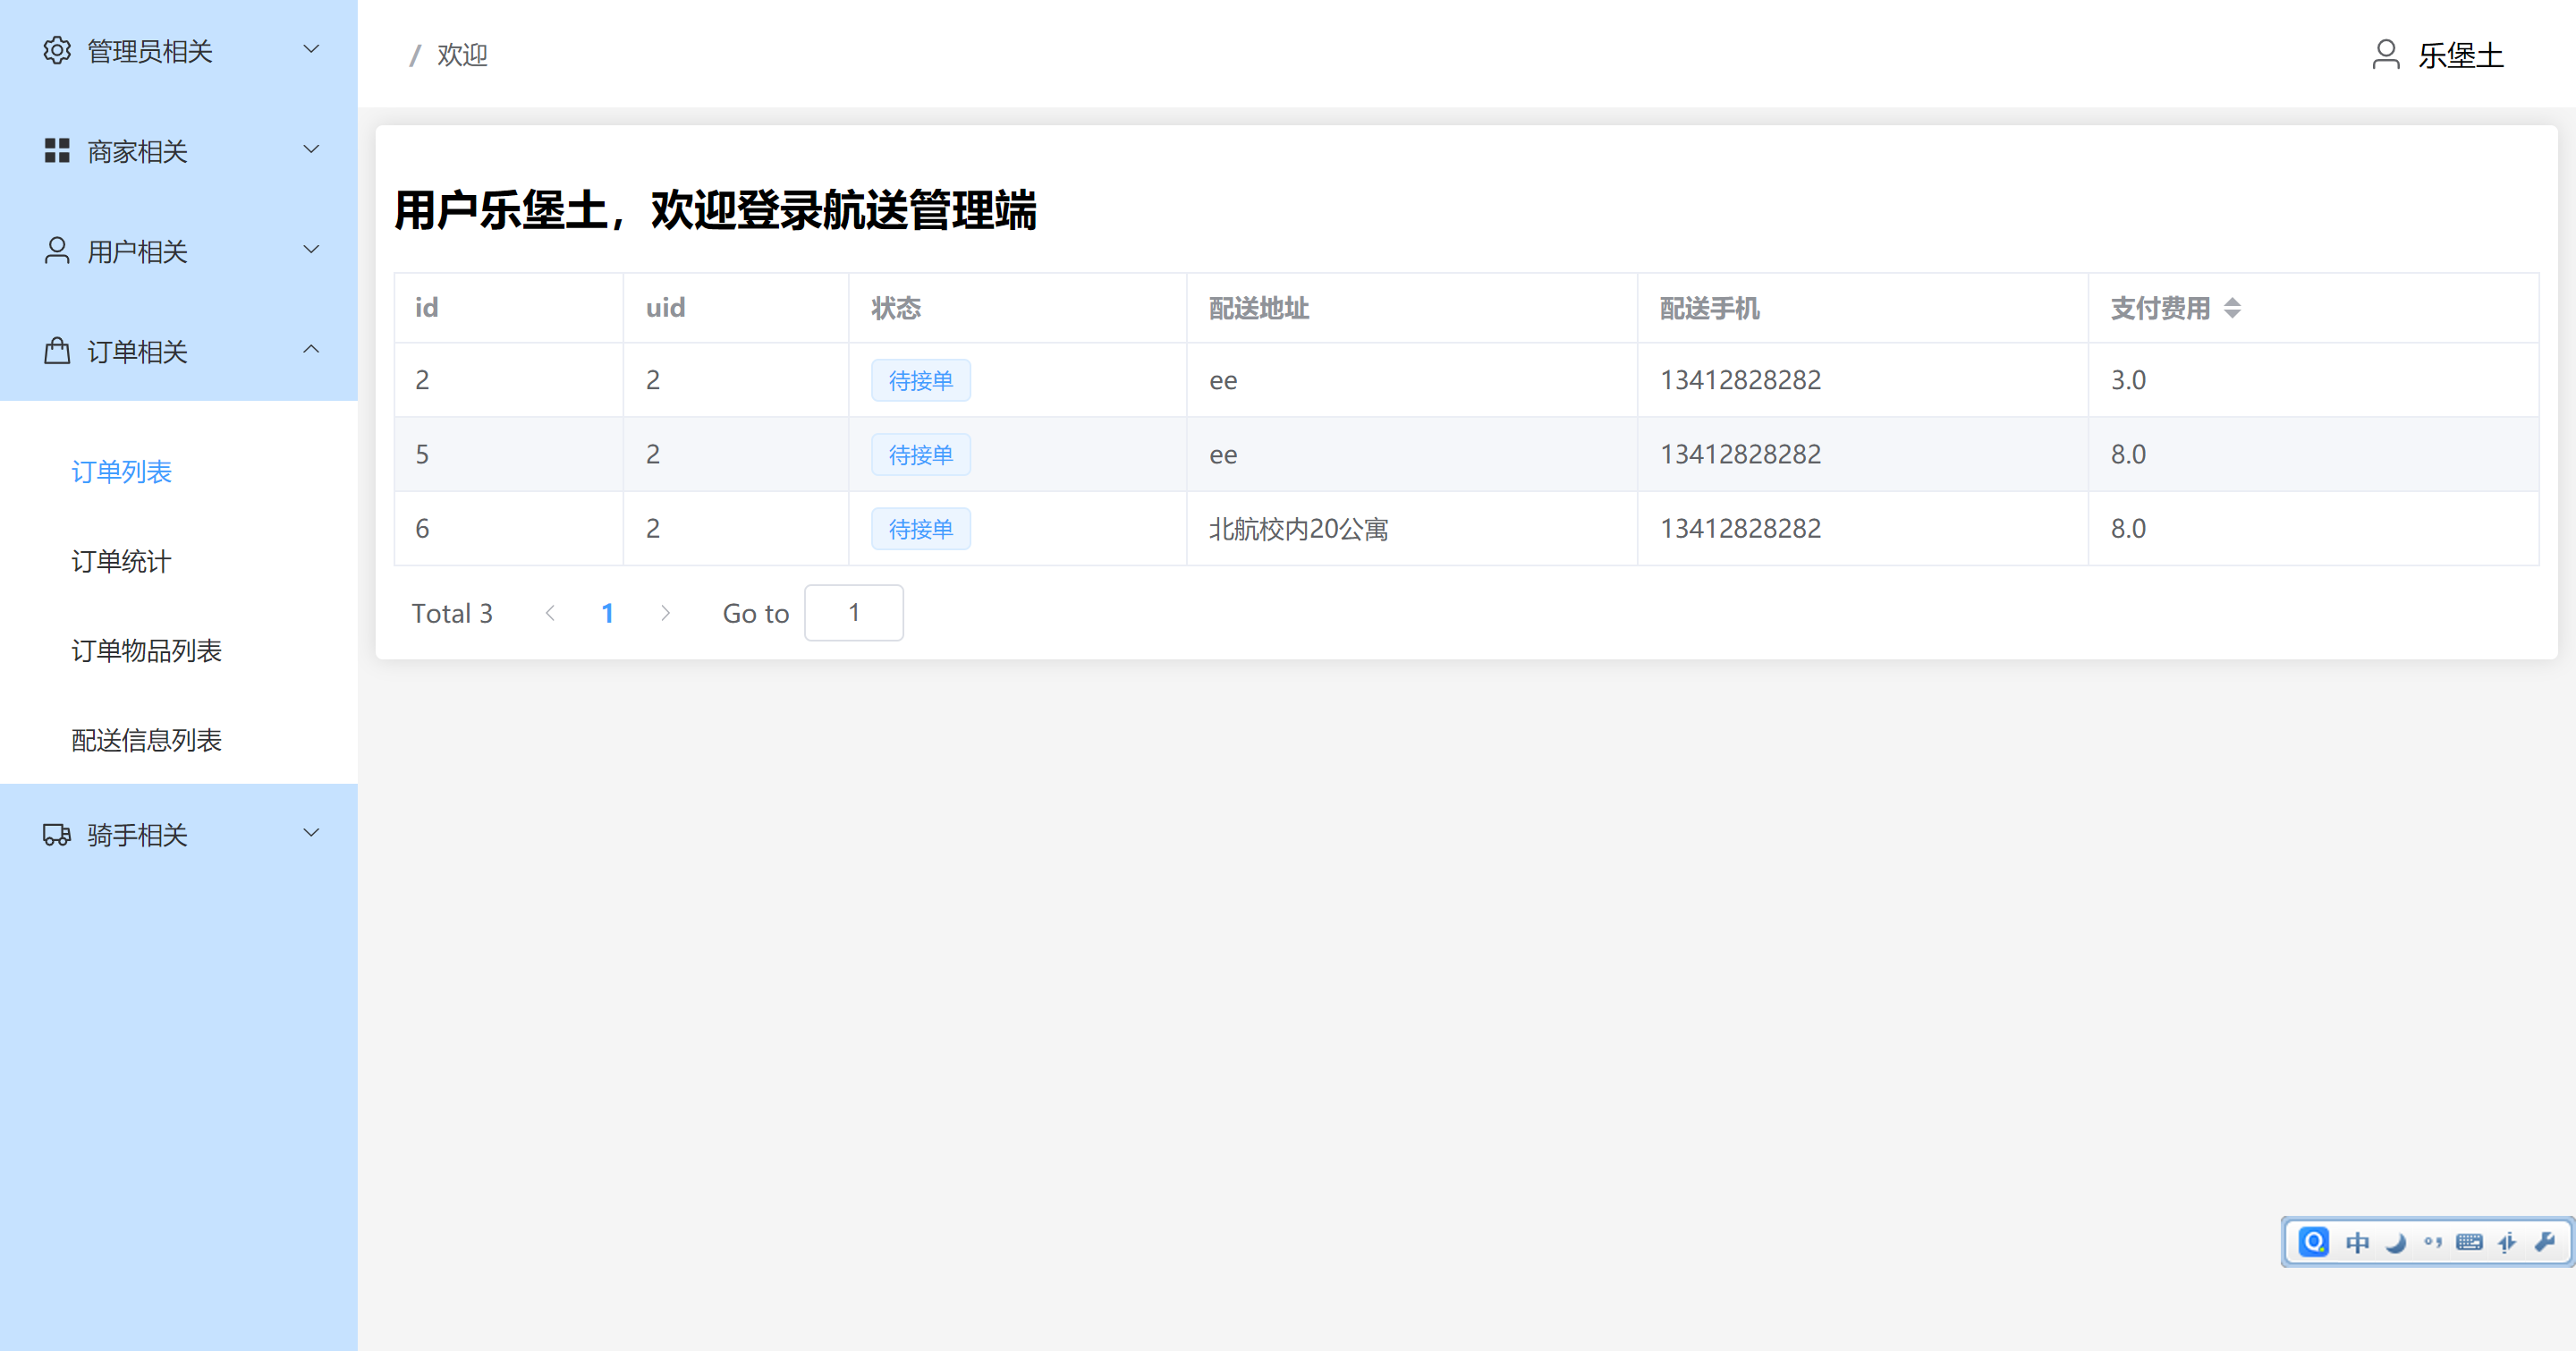 管理员相关
商家相关
用户相关
订单相关
订单列表
订单统计
订单物品列表
配送信息列表
骑手相关
/ 欢迎
乐堡土
用户乐堡土，欢迎登录航送管理端
id uid 状态 配送地址 配送手机 支付费用
2 2 待接单 ee 13412828282 3.0
5 2 待接单 ee 13412828282 8.0
6 2 待接单 北航校内20公寓 13412828282 8.0
Total 3 < 1 > Go to 1
中